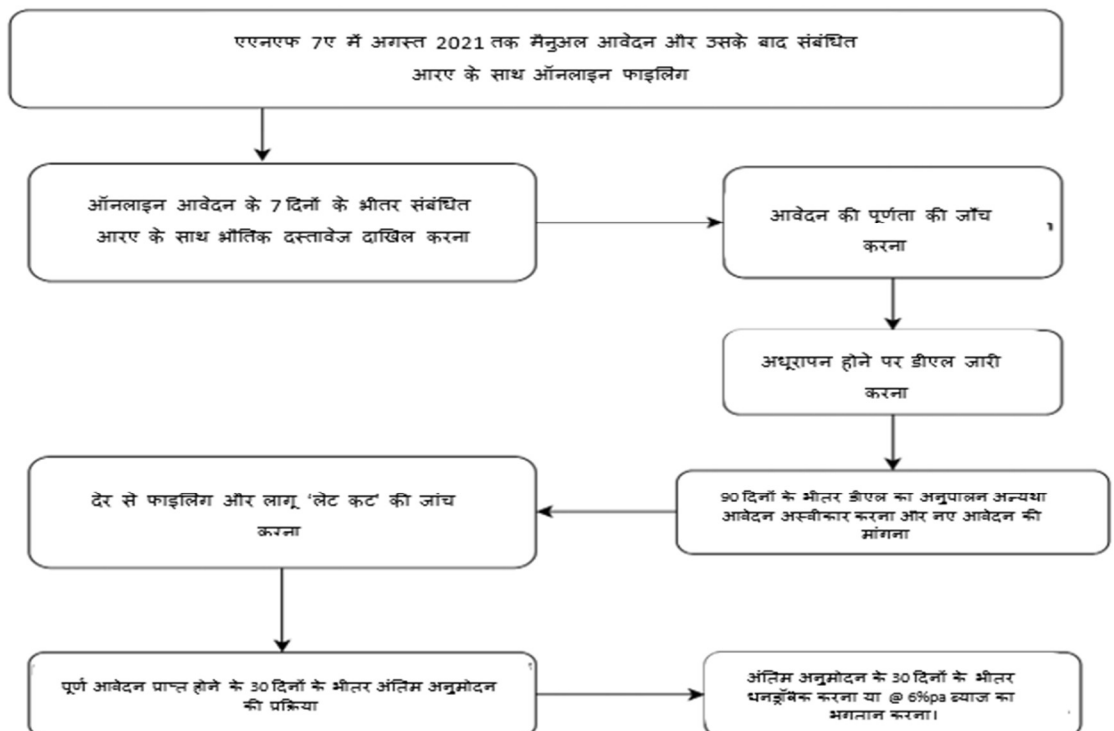 एएनएफ 7ए में अगस्त 2021 तक मैनुअल आवेदन और उसके बाद संबंधित
आरए के साथ ऑनलाइन फाइलिंग
ऑनलाइन आवेदन के 7 दिनों के भीतर संबंधित
आरए के साथ भौतिक दस्तावेज दाखिल करना
आवेदन की पूर्णता की जाँच
करना
अधूरापन होने पर डीएल जारी
करना
90 दिनों के भीतर डीएल का अनुपालन अन्यथा
आवेदन अस्वीकार करना और नए आवेदन की
मांगना
देर से फाइलिंग और लागू 'लेट कट' की जांच
करना
पूर्ण आवेदन प्राप्त होने के 30 दिनों के भीतर अंतिम अनुमोदन
की प्रक्रिया
अंतिम अनुमोदन के 30 दिनों के भीतर
धनड्रॉबैक करना या @ 6%pa ब्याज का
भुगतान करना।